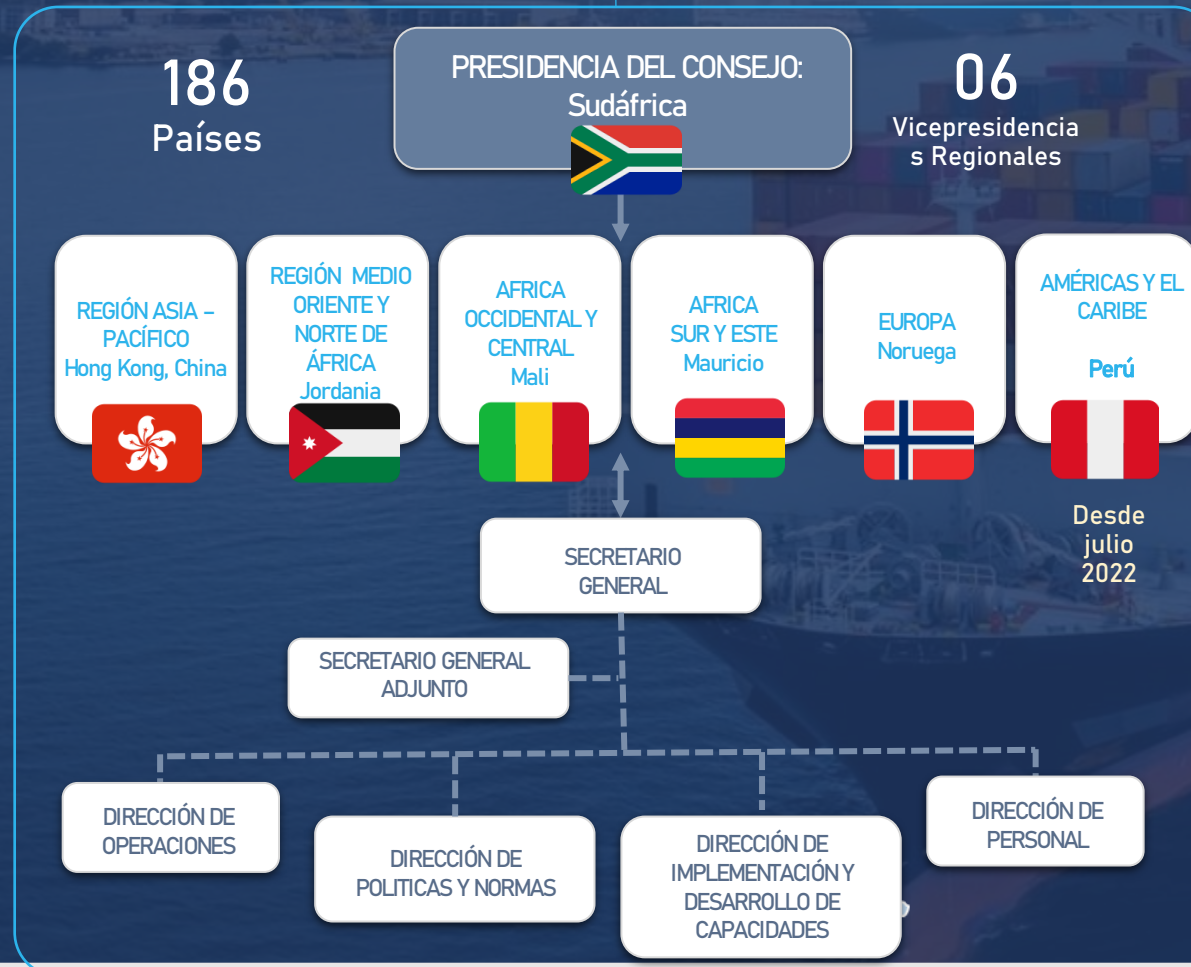 186
Países
PRESIDENCIA DEL CONSEJO:
Sudáfrica
06
Vicepresidencia
s Regionales
REGIÓN ASIA –
PACÍFICO
Hong Kong, China
REGIÓN MEDIO
ORIENTE Y
NORTE DE
ÁFRICA
Jordania
AFRICA
OCCIDENTAL Y
CENTRAL
Mali
AFRICA
SUR Y ESTE
Mauricio
EUROPA
Noruega
AMÉRICAS Y EL
CARIBE
Perú
Desde
julio
2022
SECRETARIO
GENERAL
SECRETARIO GENERAL
ADJUNTO
DIRECCIÓN DE
OPERACIONES
DIRECCIÓN DE
POLITICAS Y NORMAS
DIRECCIÓN DE
IMPLEMENTACIÓN Y
DESARROLLO DE
CAPACIDADES
DIRECCIÓN DE
PERSONAL